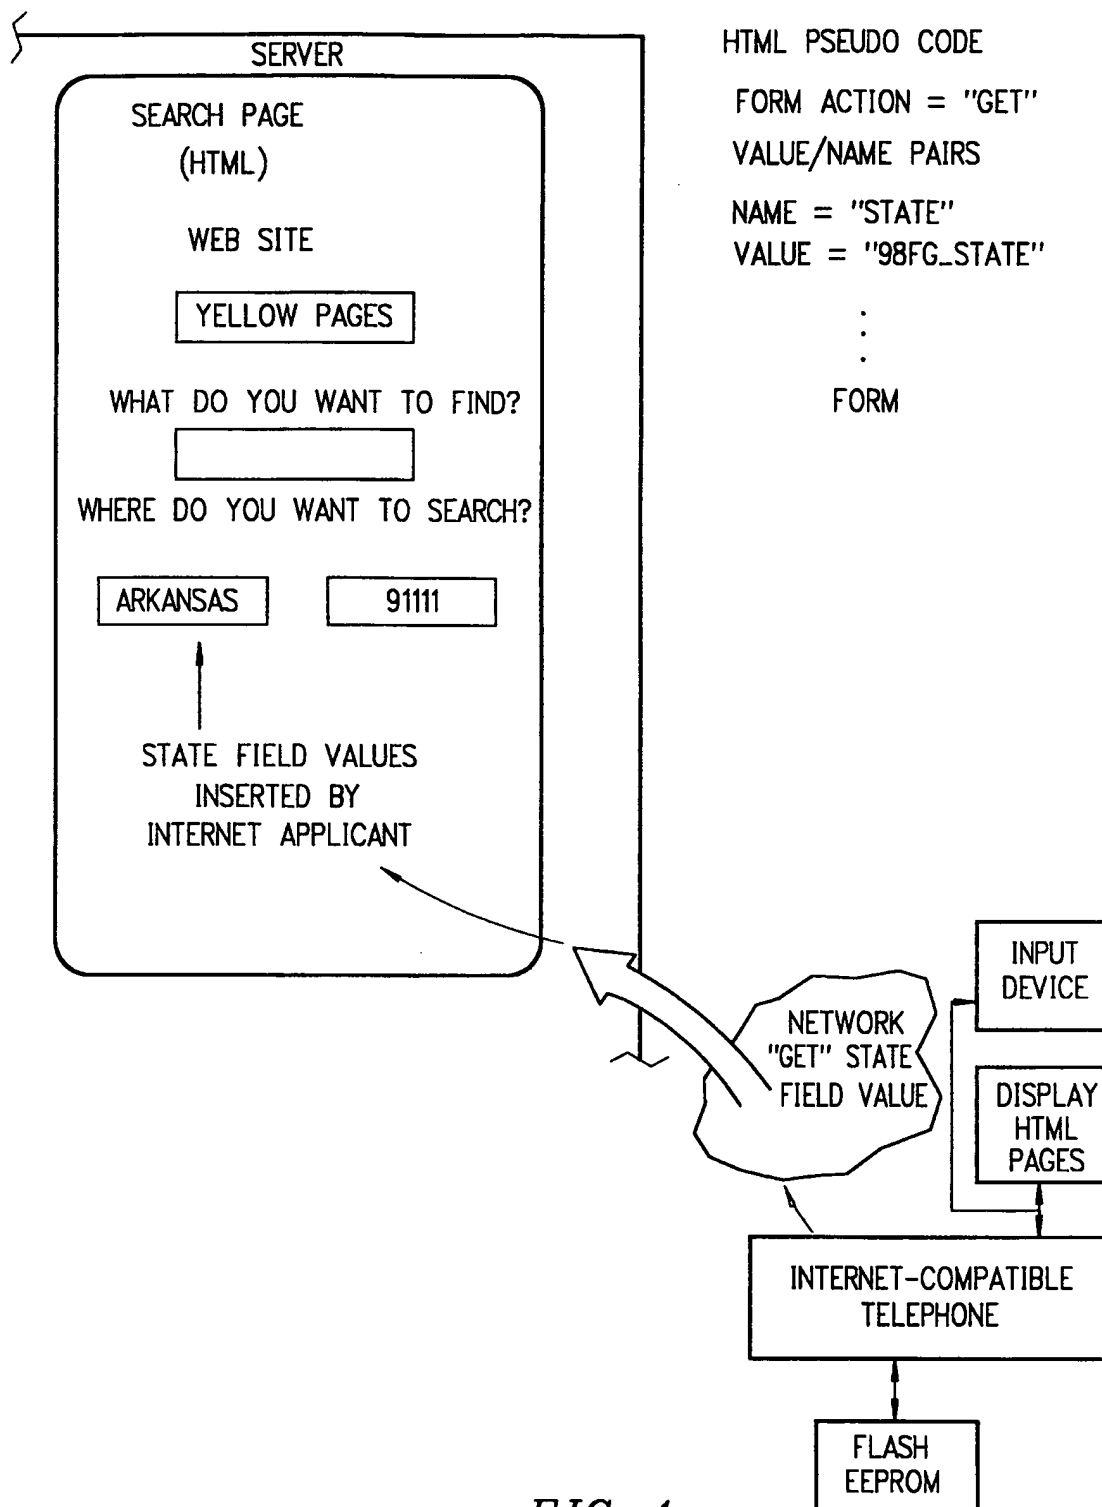 SERVER
SEARCH PAGE
(HTML)
WEB SITE
YELLOW PAGES
WHAT DO YOU WANT TO FIND?
WHERE DO YOU WANT TO SEARCH?
ARKANSAS 91111
STATE FIELD VALUES
INSERTED BY
INTERNET APPLICANT
HTML PSEUDO CODE
FORM ACTION = "GET"
VALUE/NAME PAIRS
NAME = "STATE"
VALUE = "98FG_STATE"
.
.
.
FORM
NETWORK
"GET" STATE
FIELD VALUE
INPUT
DEVICE
DISPLAY
HTML
PAGES
INTERNET-COMPATIBLE
TELEPHONE
FLASH
EEPROM